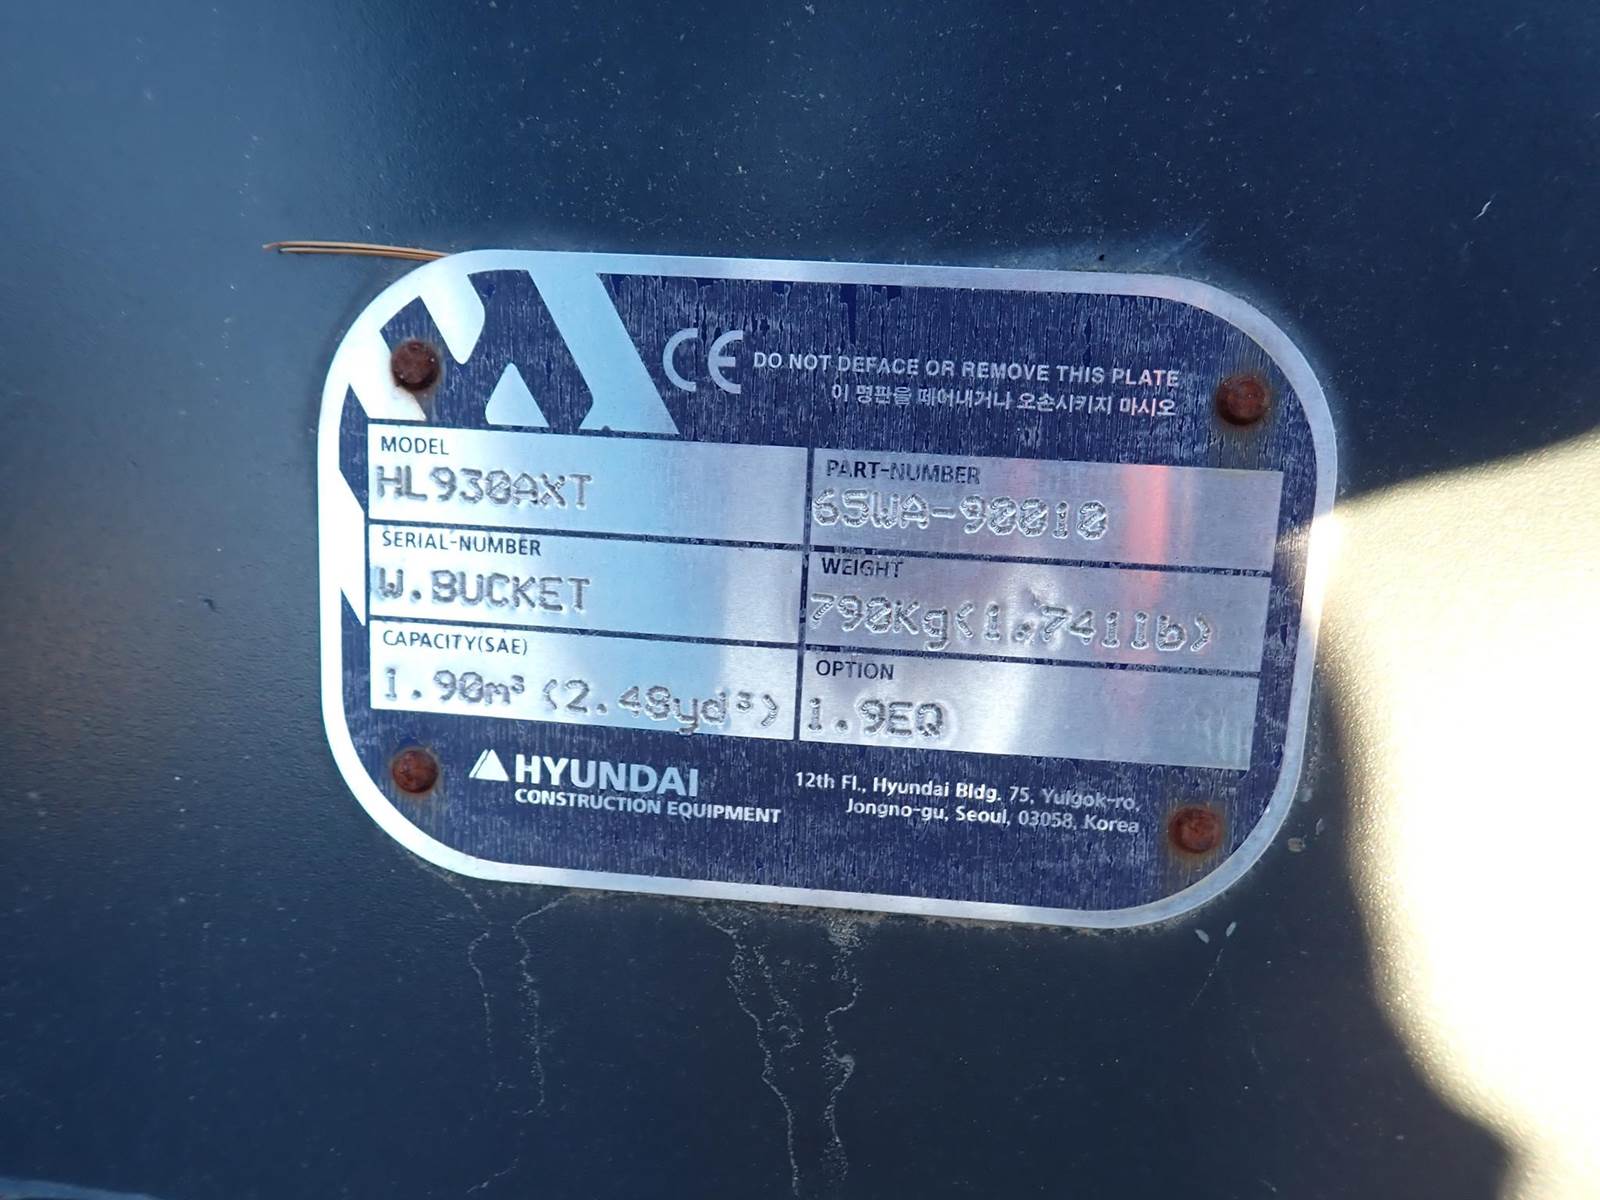 CE DO NOT DEFACE OR REMOVE THIS PLATE
이 명판을 떼어내거나 오손시키지 마시오
MODEL
HL930AXT
PART-NUMBER
65WA-90010
SERIAL-NUMBER
W.BUCKET
WEIGHT
790Kg(1.741lb)
CAPACITY(SAE)
1.90m³ (2.48yd³)
OPTION
1.9EQ
HYUNDAI
CONSTRUCTION EQUIPMENT
12th Fl., Hyundai Bldg. 75, Yulgok-ro,
Jongno-gu, Seoul, 03058, Korea